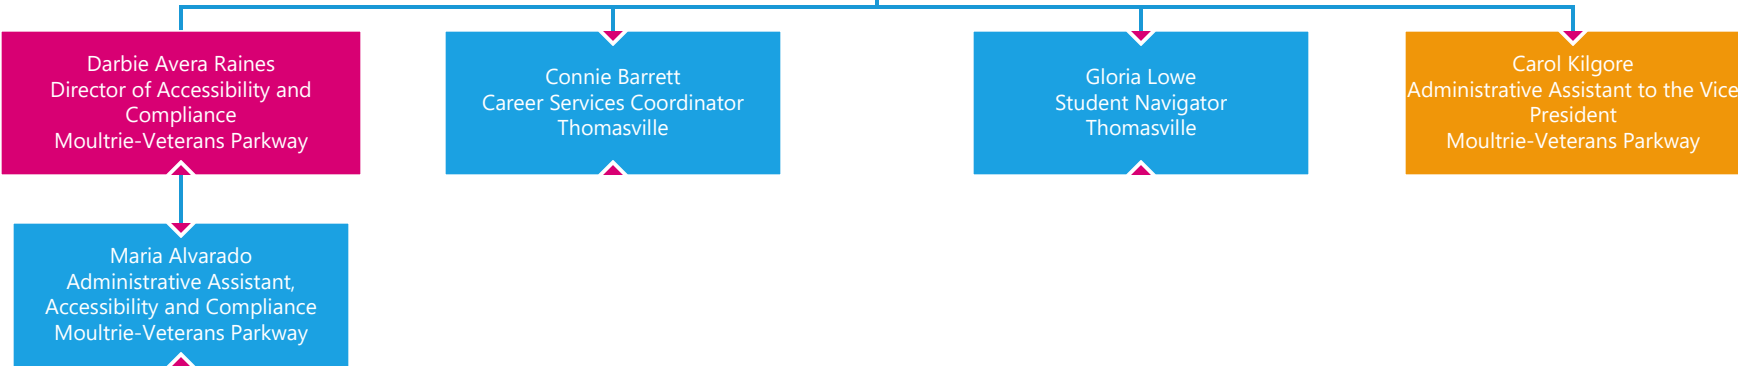 Darbie Avera Raines
Director of Accessibility and
Compliance
Moultrie-Veterans Parkway
Connie Barrett
Career Services Coordinator
Thomasville
Gloria Lowe
Student Navigator
Thomasville
Carol Kilgore
Administrative Assistant to the Vice
President
Moultrie-Veterans Parkway
Maria Alvarado
Administrative Assistant,
Accessibility and Compliance
Moultrie-Veterans Parkway